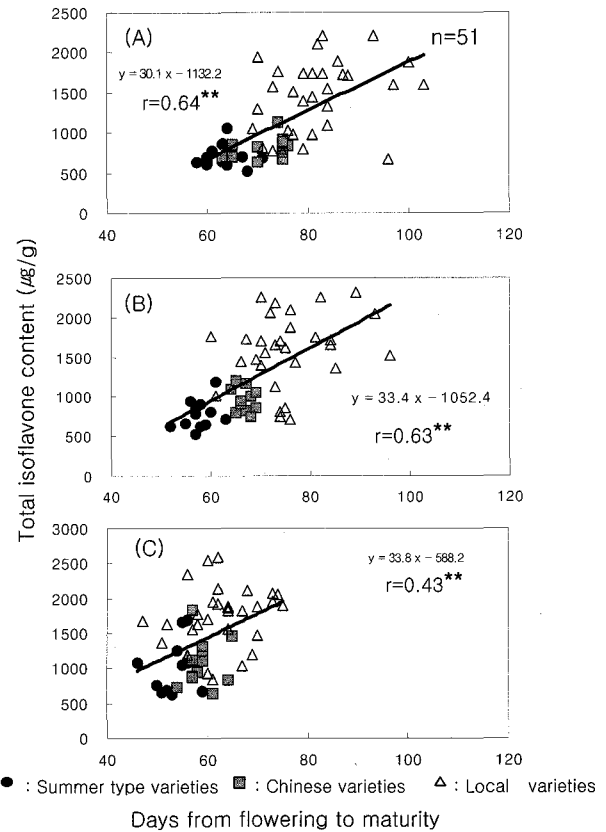 2500
2000
1500
1000
500
0
(A)
n=51
y = 30.1 x - 1132.2
r=0.64**
40 60 80 100 120
2500
2000
1500
1000
500
0
(B)
y = 33.4 x - 1052.4
r=0.63**
40 60 80 100 120
3000
2500
2000
1500
1000
500
0
(C)
y = 33.8 x - 588.2
r=0.43**
40 60 80 100 120
Total isoflavone content (㎍/g)
● : Summer type varieties ■ : Chinese varieties △ : Local varieties
Days from flowering to maturity